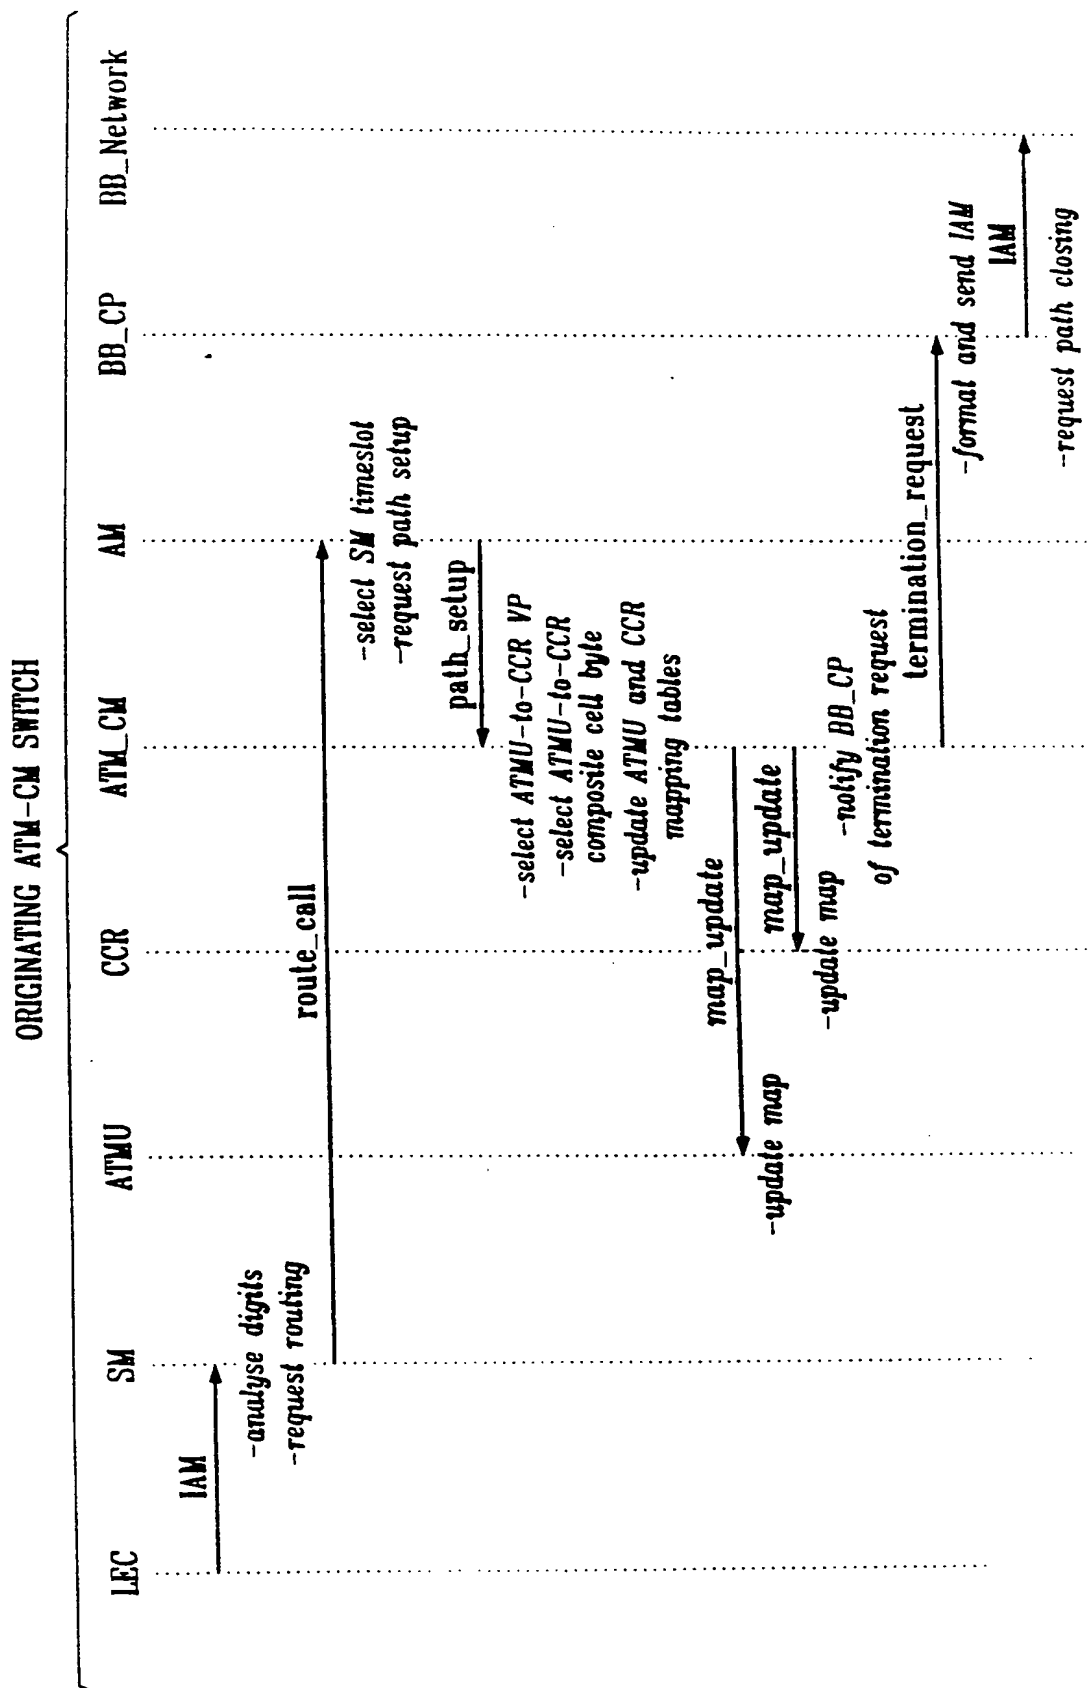 ORIGINATING ATM-CM SWITCH
LEC
SM
ATMU
CCR
ATM_CM
AM
BB_CP
BB_Network
IAM
-analyse digits
-request routing
route_call
-select SM timeslot
-request path setup
path_setup
-select ATMU-to-CCR VP
-select ATMU-to-CCR
composite cell byte
-update ATMU and CCR
mapping tables
map_update
-update map
map_update
-update map
-notify BB_CP
of termination request
termination_request
-formal and send IAM
IAM
-request path closing